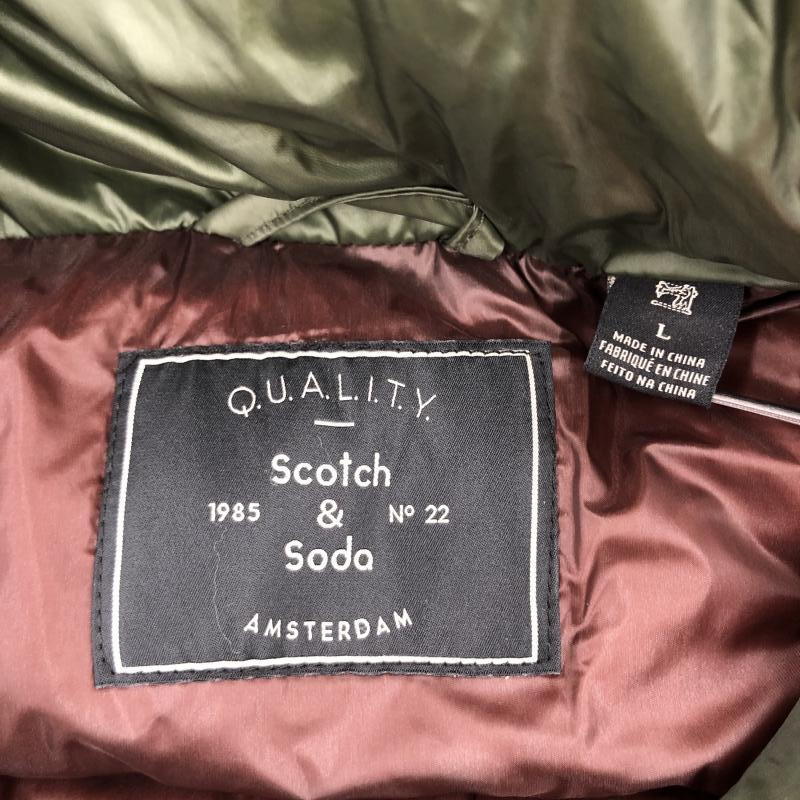 Q.U.A.L.I.T.Y.
Scotch
1985 & Nº 22
Soda
AMSTERDAM
L
MADE IN CHINA
FABRIQUÉ EN CHINE
FEITO NA CHINA